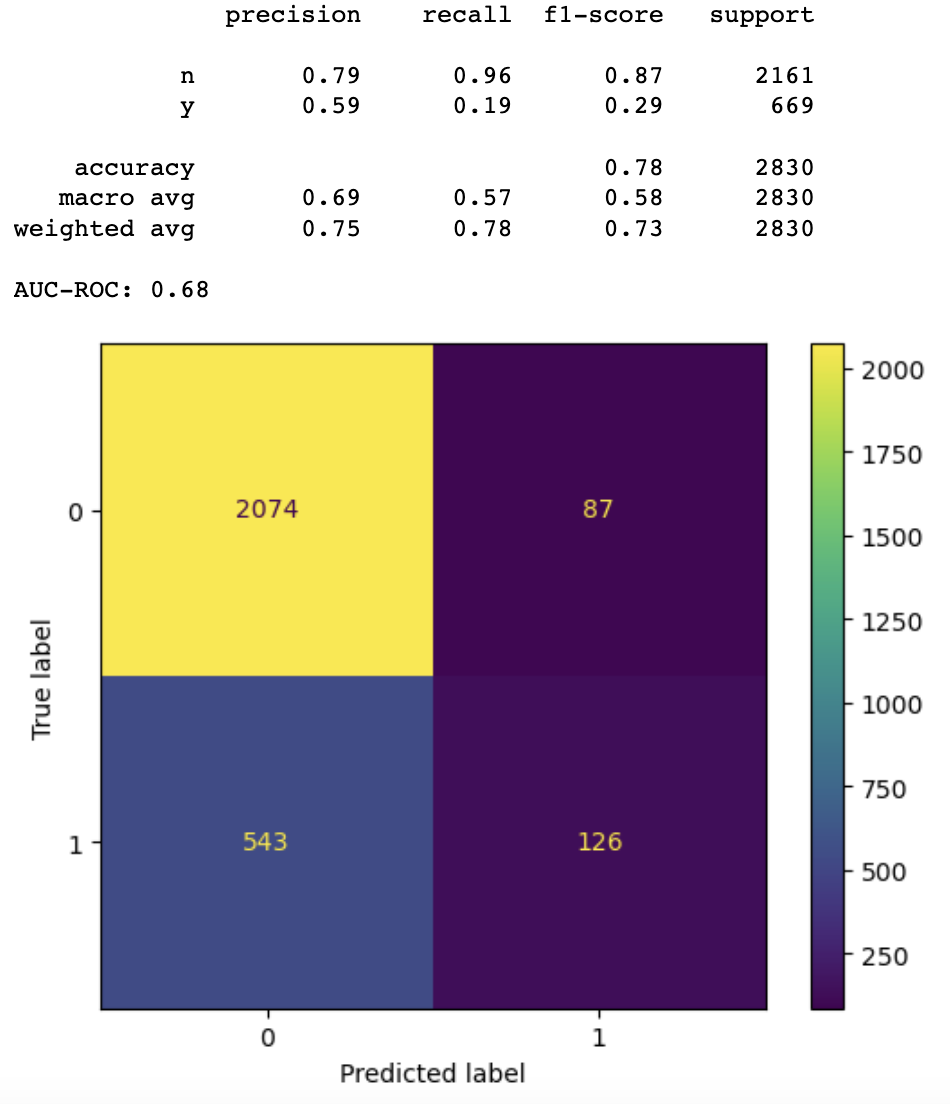 precision recall f1-score support
n 0.79 0.96 0.87 2161
y 0.59 0.19 0.29 669
accuracy 0.78 2830
macro avg 0.69 0.57 0.58 2830
weighted avg 0.75 0.78 0.73 2830
AUC-ROC: 0.68
2000
1750
1500
1250
1000
750
500
250
0
2074 87
True label
1
543 126
0 1
Predicted label